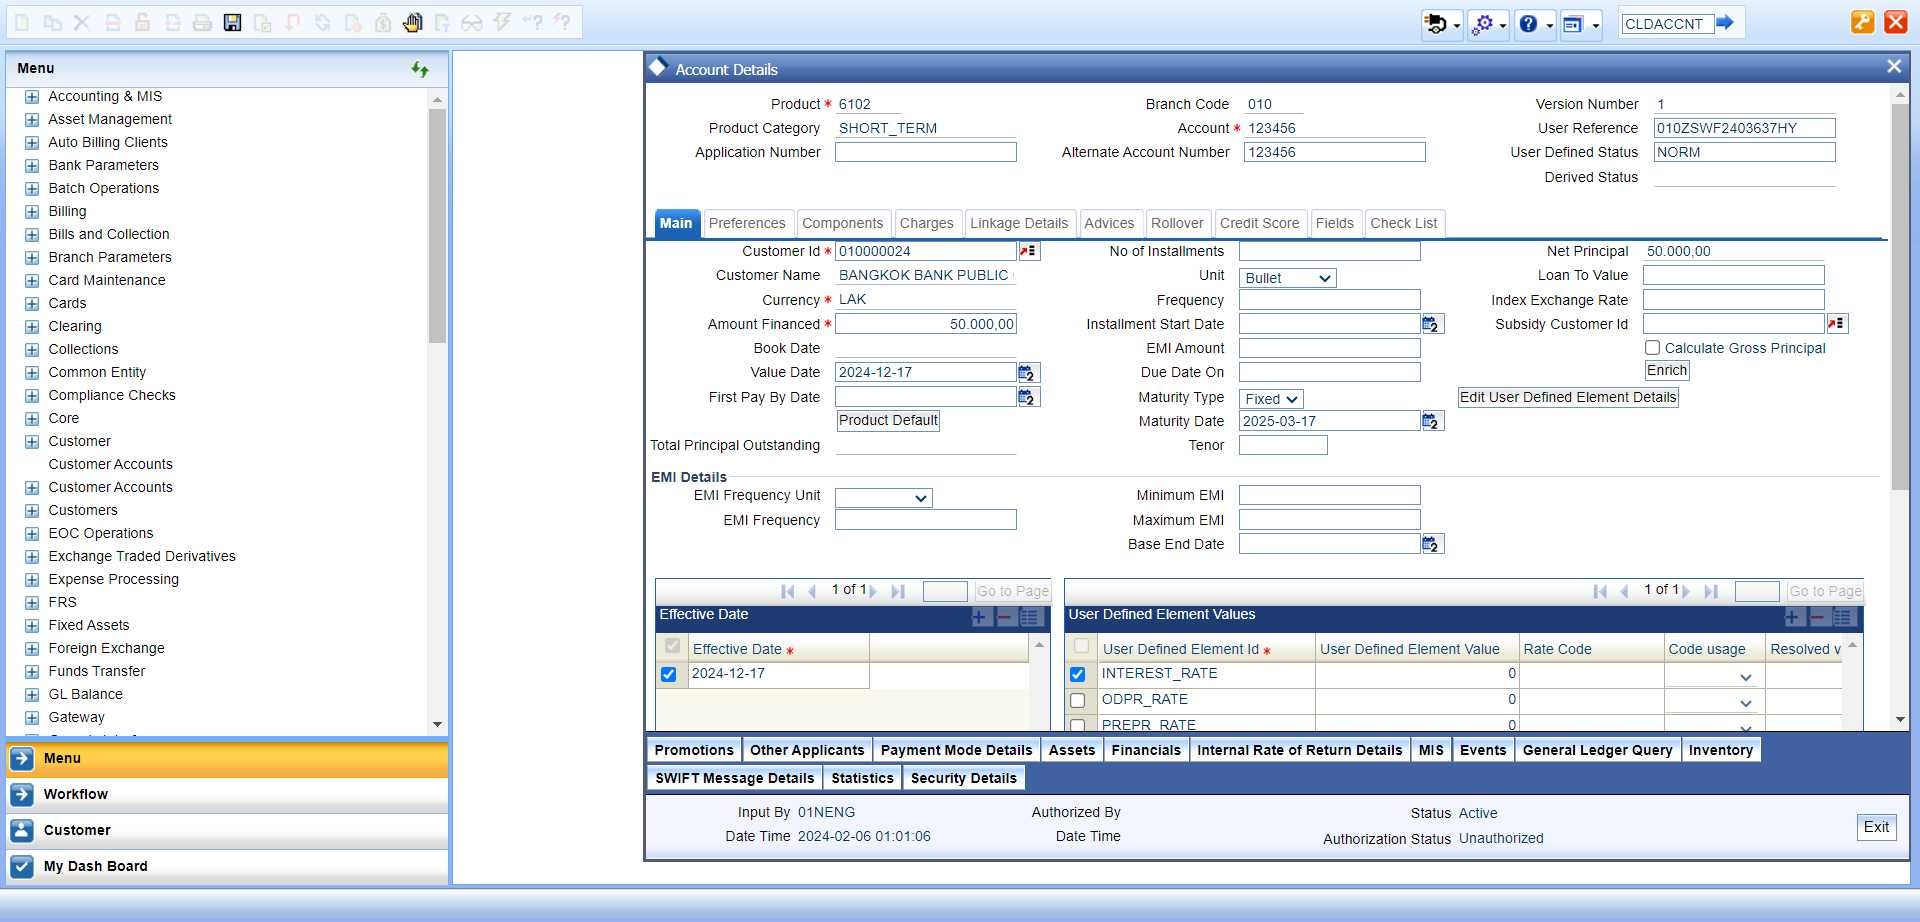 CLDACCNT
Menu
Accounting & MIS
Asset Management
Auto Billing Clients
Bank Parameters
Batch Operations
Billing
Bills and Collection
Branch Parameters
Card Maintenance
Cards
Clearing
Collections
Common Entity
Compliance Checks
Core
Customer
Customer Accounts
Customer Accounts
Customers
EOC Operations
Exchange Traded Derivatives
Expense Processing
FRS
Fixed Assets
Foreign Exchange
Funds Transfer
GL Balance
Gateway
Menu
Workflow
Customer
My Dash Board
Account Details
Product * 6102 Branch Code 010 Version Number 1
Product Category SHORT_TERM Account * 123456 User Reference 010ZSWF2403637HY
Application Number Alternate Account Number 123456 User Defined Status NORM
Derived Status
Main Preferences Components Charges Linkage Details Advices Rollover Credit Score Fields Check List
Customer Id * 010000024 No of Installments Net Principal 50.000,00
Customer Name BANGKOK BANK PUBLIC Unit Bullet Loan To Value
Currency * LAK Frequency Index Exchange Rate
Amount Financed * 50.000,00 Installment Start Date Subsidy Customer Id
Book Date EMI Amount Calculate Gross Principal
Value Date 2024-12-17 Due Date On Enrich
First Pay By Date Maturity Type Fixed Edit User Defined Element Details
Product Default Maturity Date 2025-03-17
Total Principal Outstanding Tenor
EMI Details
EMI Frequency Unit Minimum EMI
EMI Frequency Maximum EMI
Base End Date
1 of 1 Go to Page 1 of 1 Go to Page
Effective Date User Defined Element Values
Effective Date * User Defined Element Id * User Defined Element Value Rate Code Code usage Resolved v
2024-12-17 INTEREST_RATE 0
ODPR_RATE 0
PREPR_RATE 0
Promotions Other Applicants Payment Mode Details Assets Financials Internal Rate of Return Details MIS Events General Ledger Query Inventory
SWIFT Message Details Statistics Security Details
Input By 01NENG Authorized By Status Active
Date Time 2024-02-06 01:01:06 Date Time Authorization Status Unauthorized
Exit